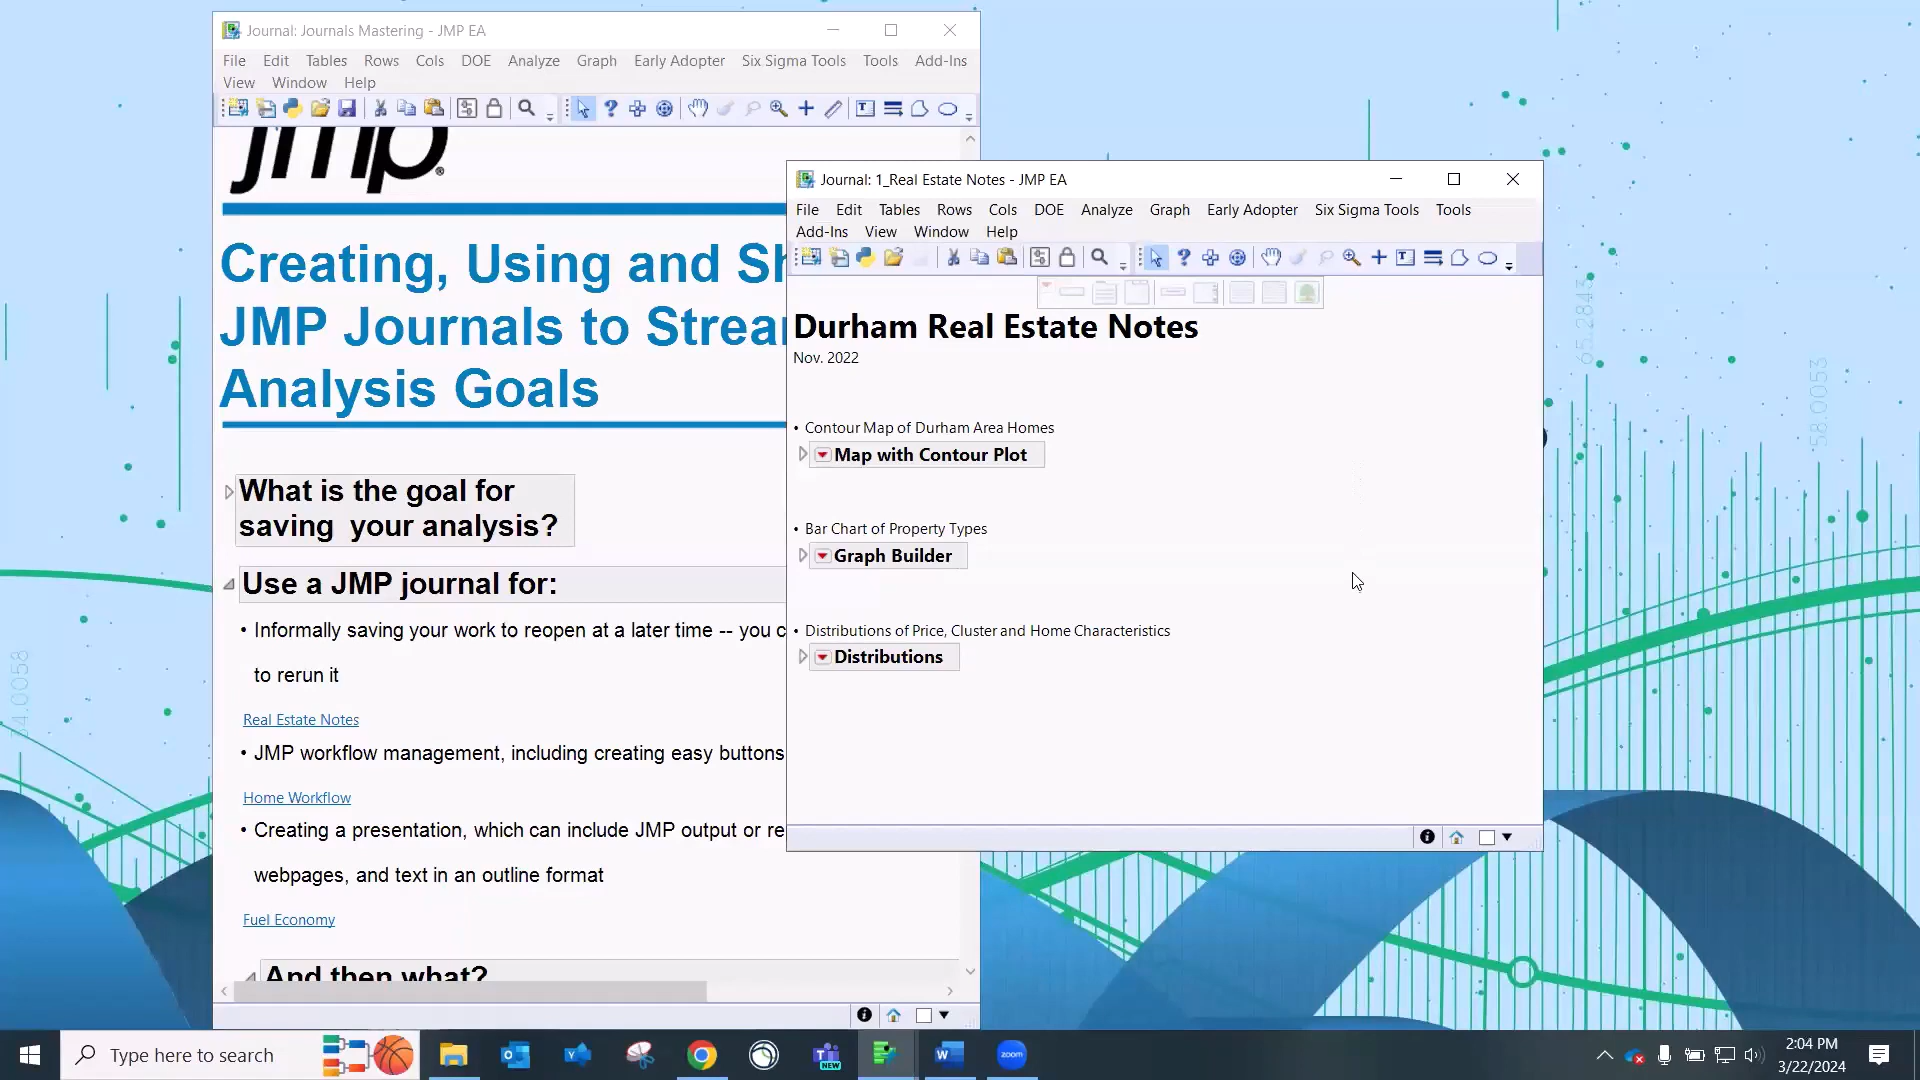 Journal: Journals Mastering - JMP EA
File Edit Tables Rows Cols DOE Analyze Graph Early Adopter Six Sigma Tools Tools Add-Ins
View Window Help
jmp
Creating, Using and Sh
JMP Journals to Strea
Analysis Goals
What is the goal for
saving your analysis?
Use a JMP journal for:
• Informally saving your work to reopen at a later time -- you c
to rerun it
Real Estate Notes
• JMP workflow management, including creating easy buttons
Home Workflow
• Creating a presentation, which can include JMP output or re
webpages, and text in an outline format
Fuel Economy
And then what?
Journal: 1_Real Estate Notes - JMP EA
File Edit Tables Rows Cols DOE Analyze Graph Early Adopter Six Sigma Tools Tools
Add-Ins View Window Help
Durham Real Estate Notes
Nov. 2022
• Contour Map of Durham Area Homes
Map with Contour Plot
• Bar Chart of Property Types
Graph Builder
• Distributions of Price, Cluster and Home Characteristics
Distributions
65.2843
58.0053
34.0058
Type here to search
NEW
zoom
2:04 PM
3/22/2024